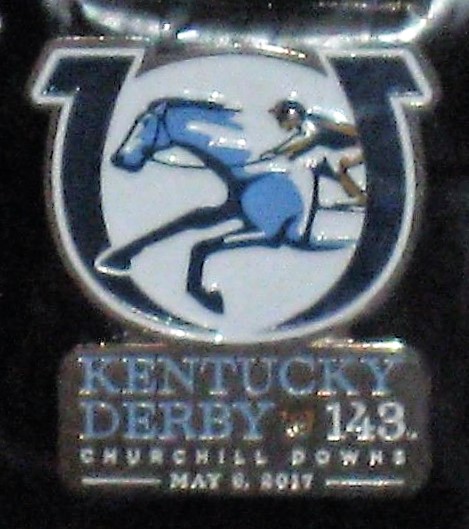 KENTUCKY
DERBY 143
CHURCHILL DOWNS
MAY 6, 2017